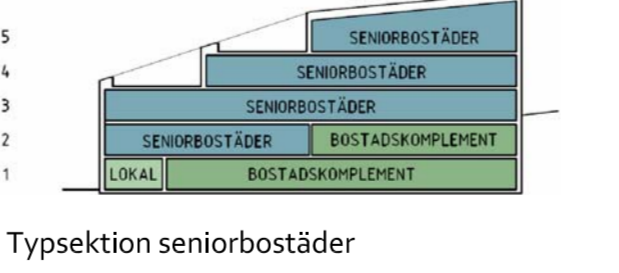 5 SENIORBOSTÄDER
4 SENIORBOSTÄDER
3 SENIORBOSTÄDER
2 SENIORBOSTÄDER BOSTADSKOMPLEMENT
1 LOKAL BOSTADSKOMPLEMENT
Typsektion seniorbostäder